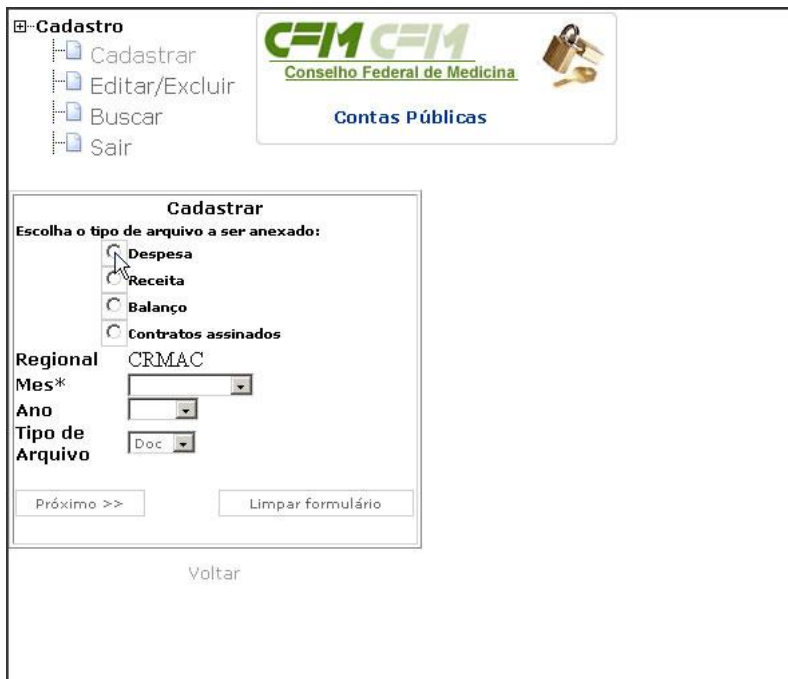 Cadastro
Cadastrar
Editar/Excluir
Buscar
Sair
CFM CFM
Conselho Federal de Medicina
Contas Públicas
Cadastrar
Escolha o tipo de arquivo a ser anexado:
Despesa
Receita
Balanço
Contratos assinados
Regional CRMAC
Mes*
Ano
Tipo de Arquivo Doc
Próximo >> Limpar formulário
Voltar